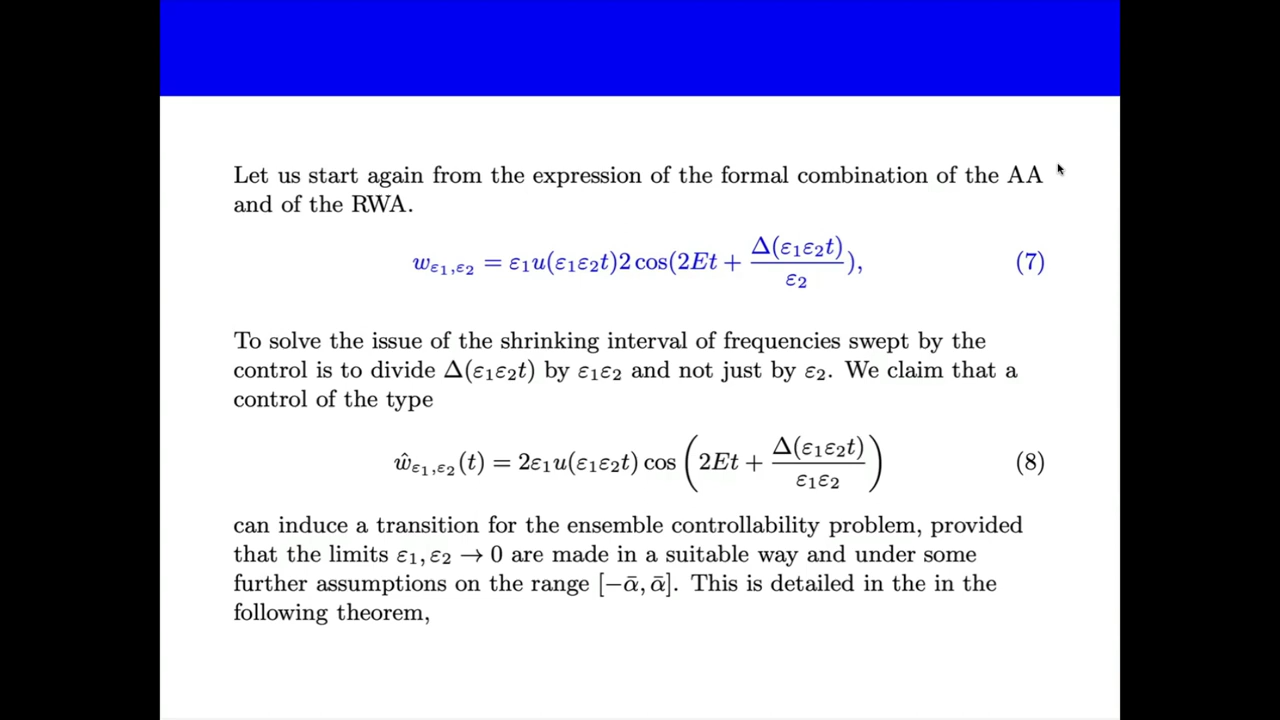 Let us start again from the expression of the formal combination of the AA
and of the RWA.
w_{ε₁,ε₂} = ε₁u(ε₁ε₂t)2 cos(2Et + \frac{Δ(ε₁ε₂t)}{ε₂}), (7)
To solve the issue of the shrinking interval of frequencies swept by the
control is to divide Δ(ε₁ε₂t) by ε₁ε₂ and not just by ε₂. We claim that a
control of the type
ŵ_{ε₁,ε₂}(t) = 2ε₁u(ε₁ε₂t) cos (2Et + \frac{Δ(ε₁ε₂t)}{ε₁ε₂}) (8)
can induce a transition for the ensemble controllability problem, provided
that the limits ε₁, ε₂ → 0 are made in a suitable way and under some
further assumptions on the range [−ᾱ, ᾱ]. This is detailed in the in the
following theorem,